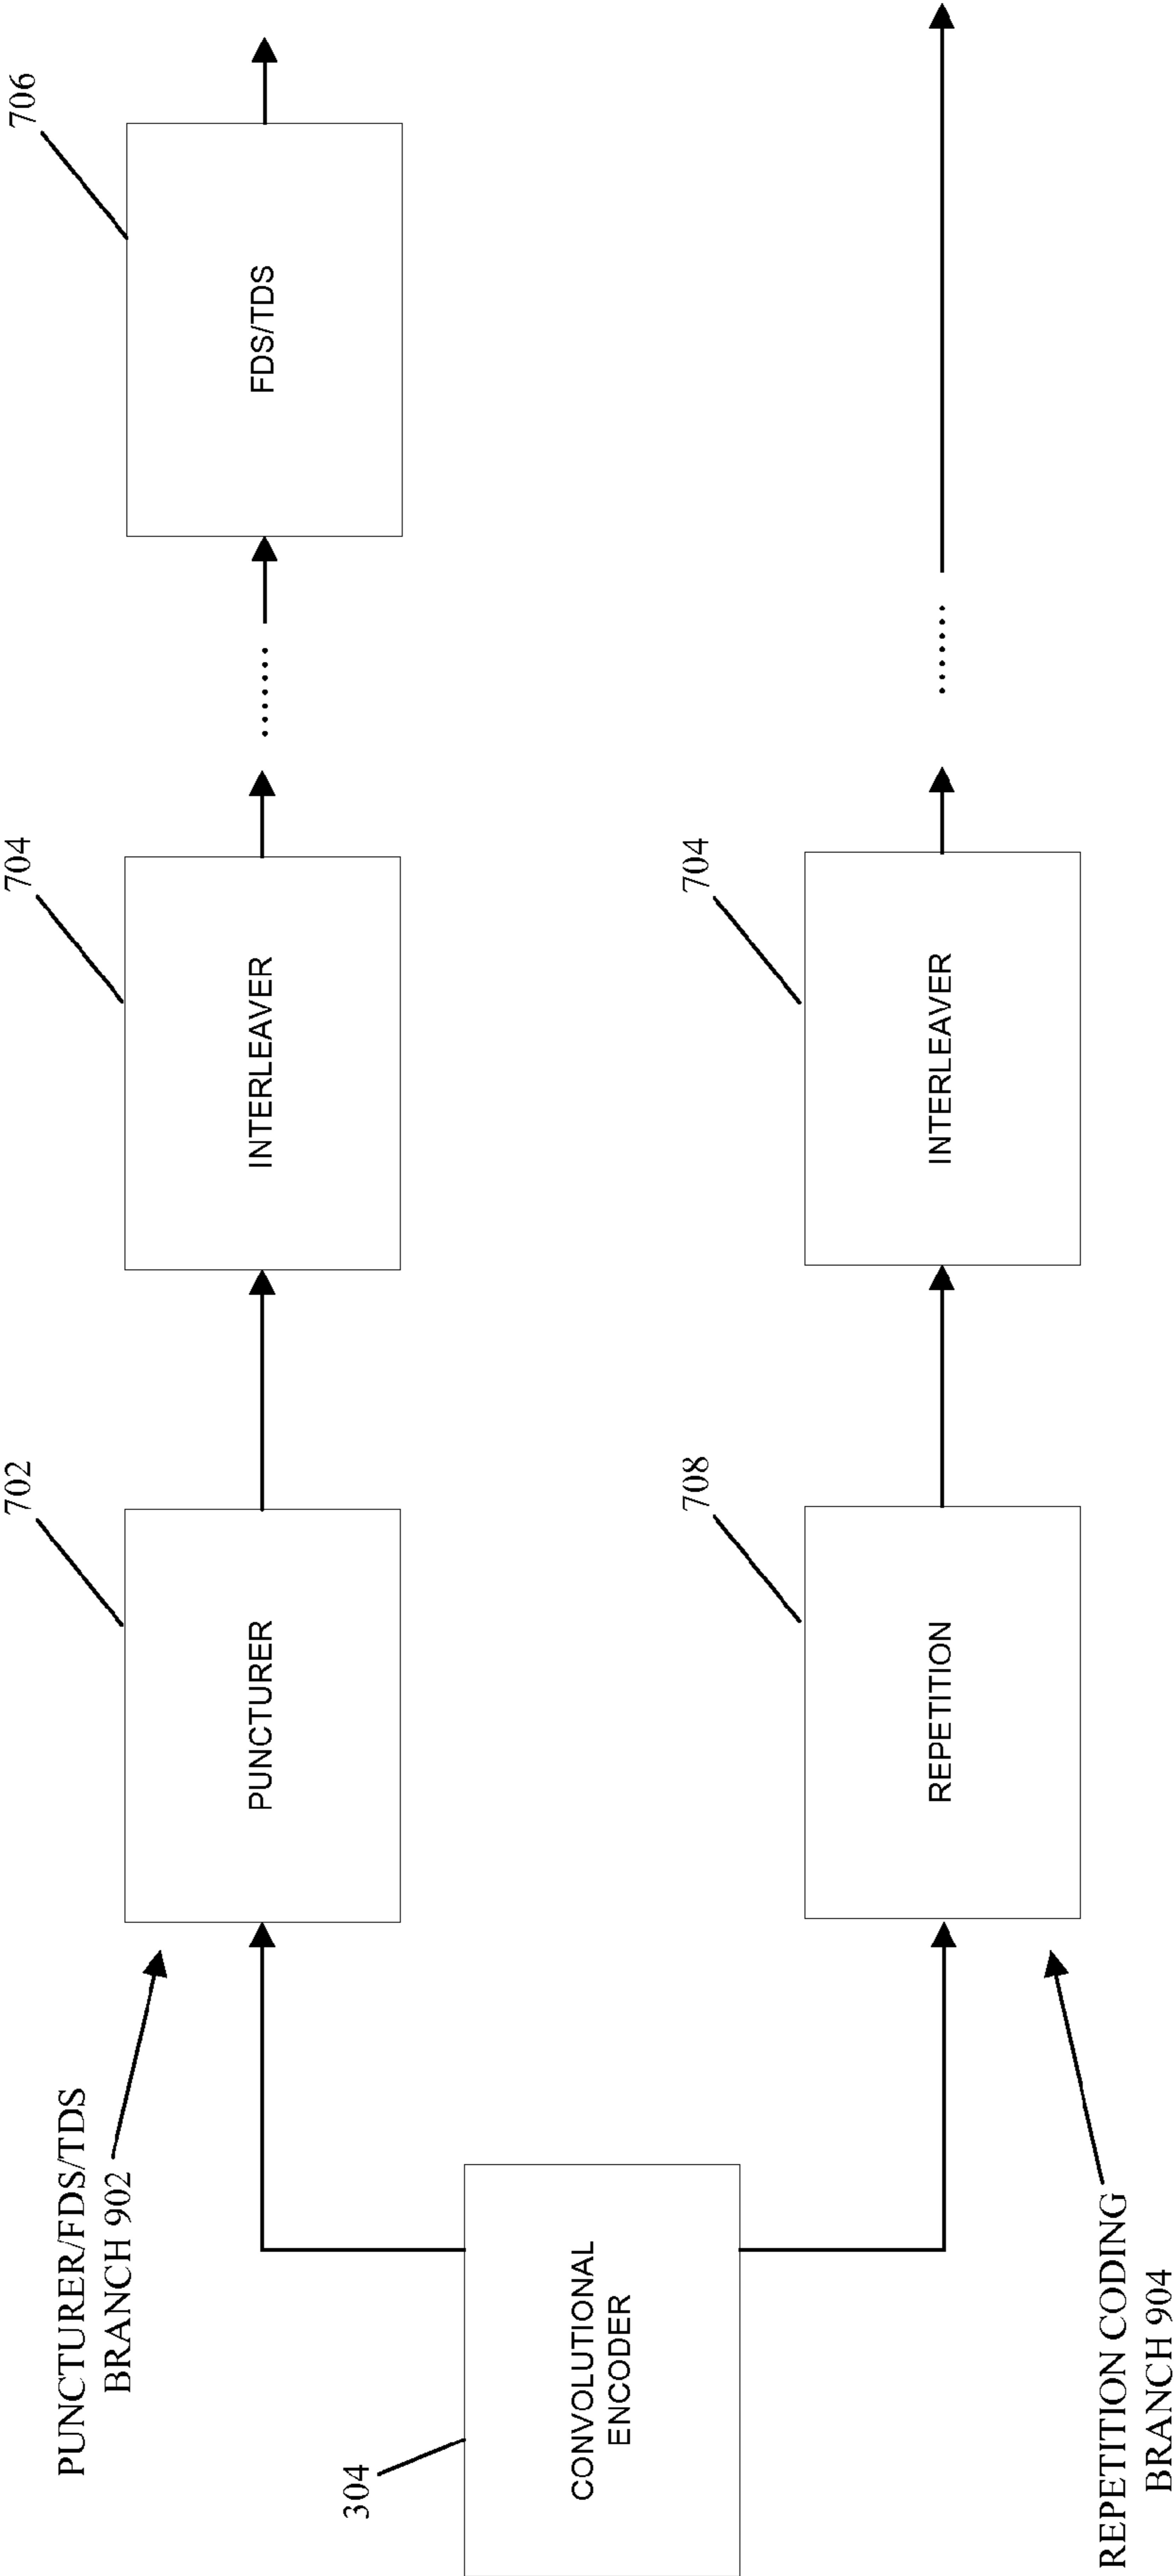 PUNCTURER/FDS/TDS
BRANCH 902
702
704
706
PUNCTURER
INTERLEAVER
FDS/TDS
304
CONVOLUTIONAL
ENCODER
708
704
REPETITION
INTERLEAVER
REPETITION CODING
BRANCH 904